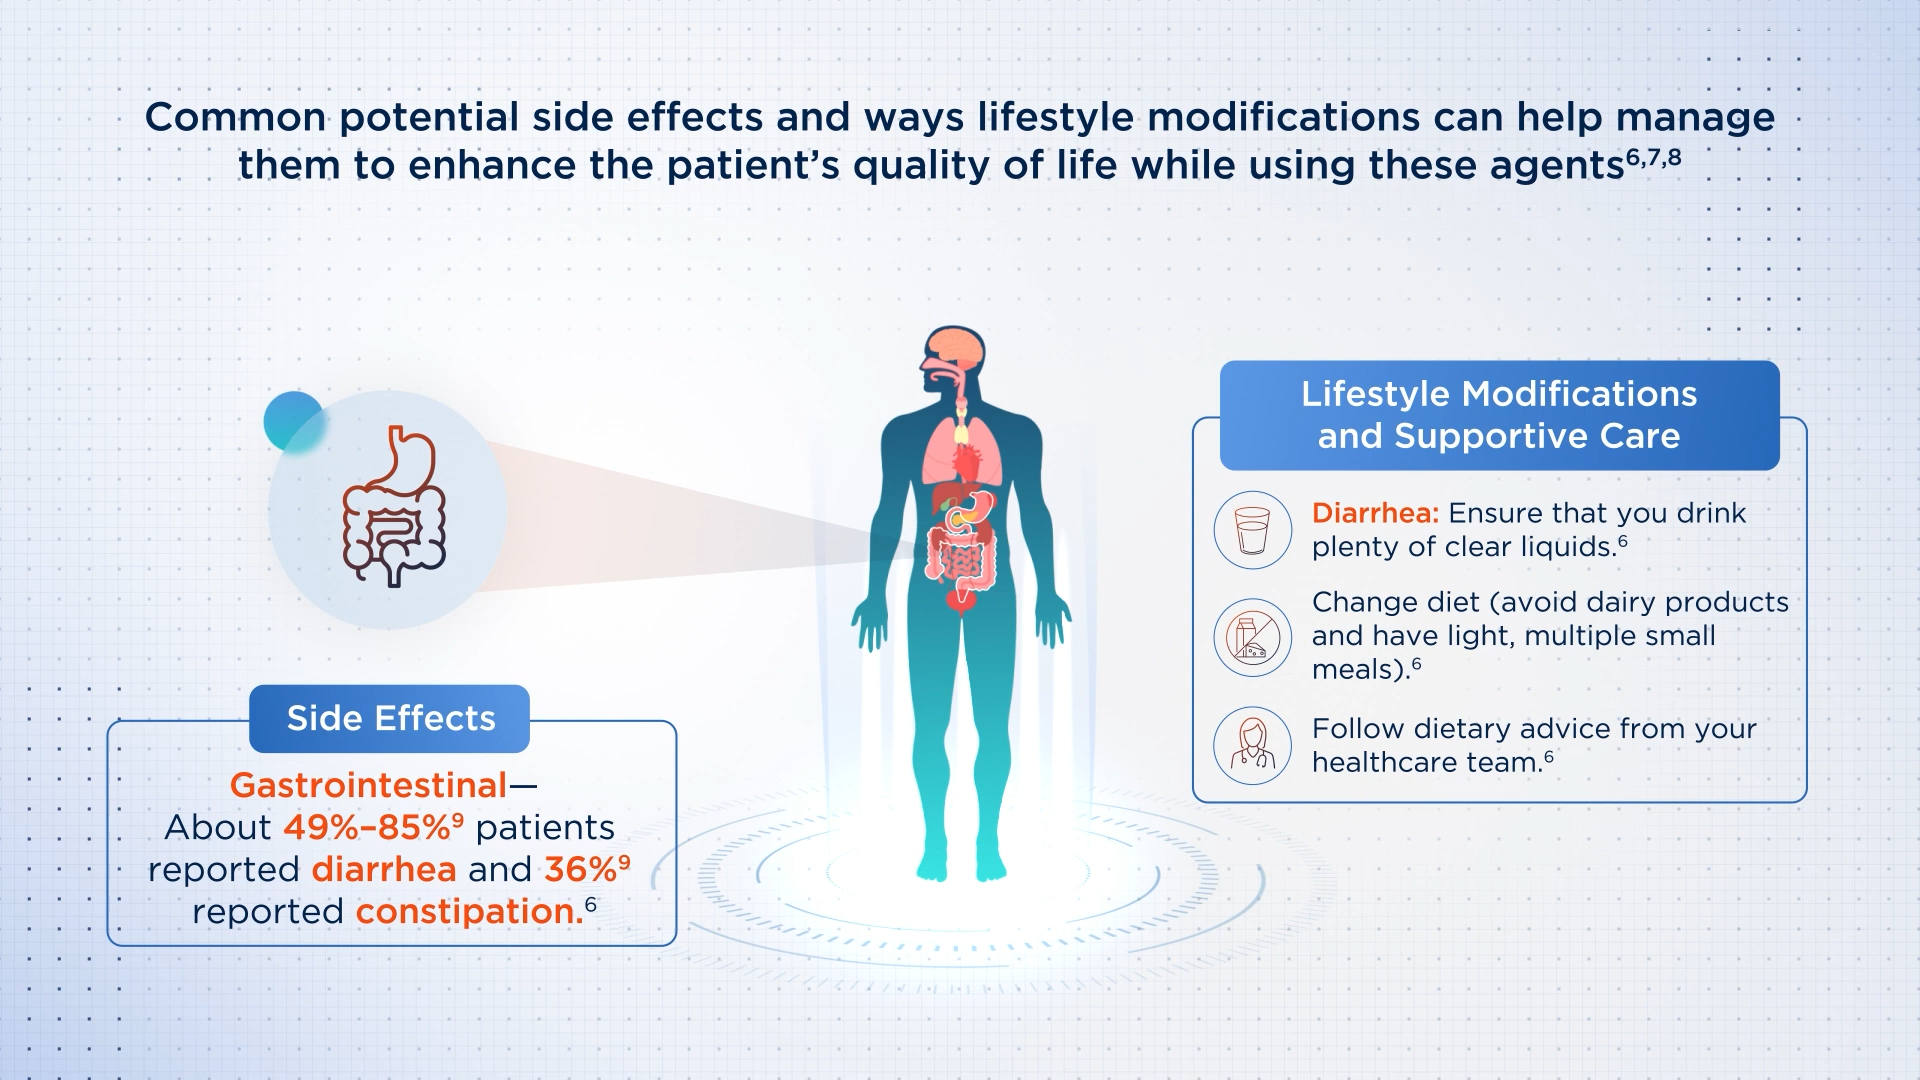 Common potential side effects and ways lifestyle modifications can help manage
them to enhance the patient’s quality of life while using these agents6,7,8
Side Effects
Gastrointestinal—
About 49%–85%9 patients
reported diarrhea and 36%9
reported constipation.6
Lifestyle Modifications
and Supportive Care
Diarrhea: Ensure that you drink
plenty of clear liquids.6
Change diet (avoid dairy products
and have light, multiple small
meals).6
Follow dietary advice from your
healthcare team.6